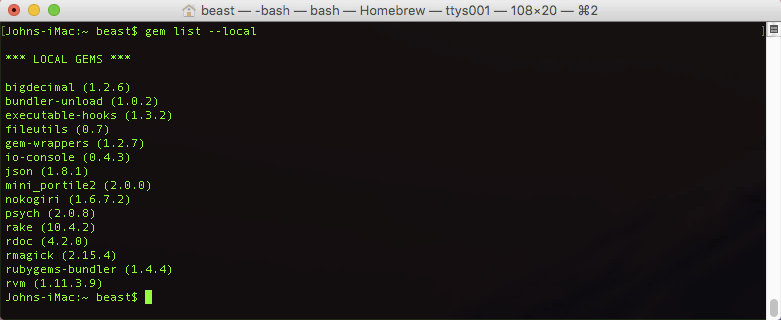 beast — -bash — bash — Homebrew — ttys001 — 108×20 — ⌘2
[Johns-iMac:~ beast$ gem list --local ]

*** LOCAL GEMS ***

bigdecimal (1.2.6)
bundler-unload (1.0.2)
executable-hooks (1.3.2)
fileutils (0.7)
gem-wrappers (1.2.7)
io-console (0.4.3)
json (1.8.1)
mini_portile2 (2.0.0)
nokogiri (1.6.7.2)
psych (2.0.8)
rake (10.4.2)
rdoc (4.2.0)
rmagick (2.15.4)
rubygems-bundler (1.4.4)
rvm (1.11.3.9)
Johns-iMac:~ beast$